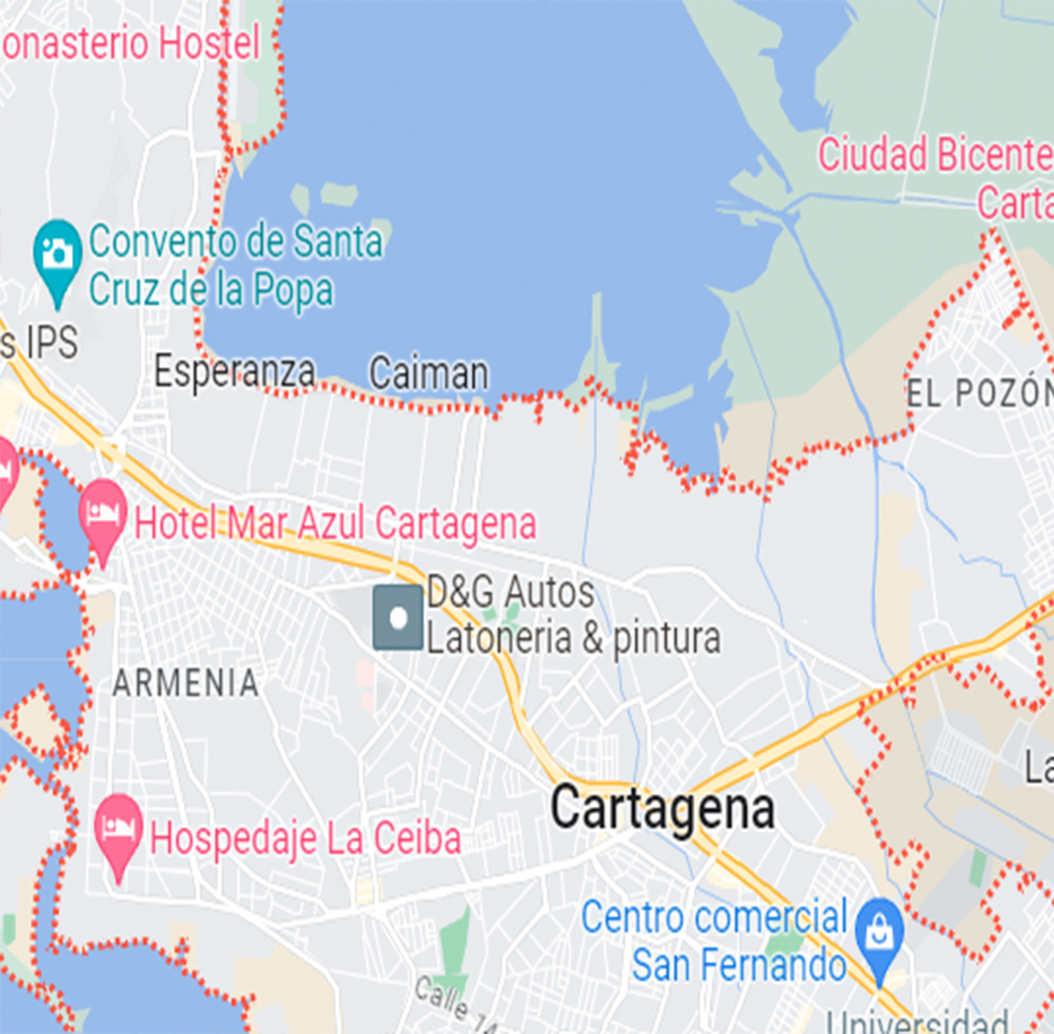 onasterio Hostel
Ciudad Bicente
Carta
Convento de Santa
Cruz de la Popa
s IPS
Esperanza
Caiman
EL POZÓN
Hotel Mar Azul Cartagena
D&G Autos
Latoneria & pintura
ARMENIA
La
Cartagena
Hospedaje La Ceiba
Centro comercial
San Fernando
Calle 14
Universidad